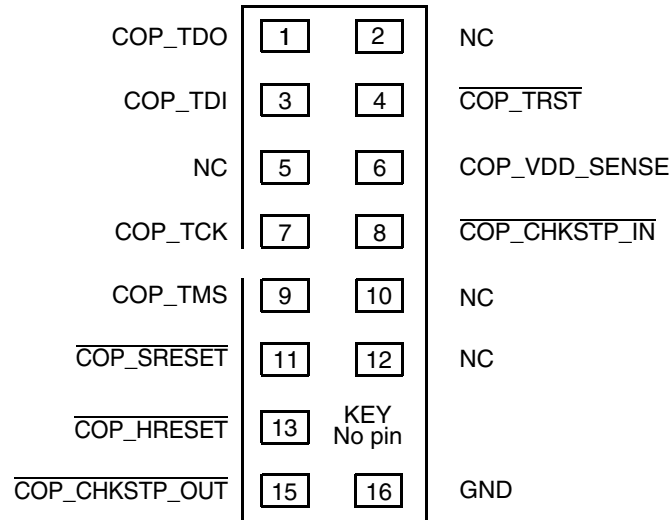 COP_TDO 1 2 NC
COP_TDI 3 4 COP_TRST
NC 5 6 COP_VDD_SENSE
COP_TCK 7 8 COP_CHKSTP_IN
COP_TMS 9 10 NC
COP_SRESET 11 12 NC
COP_HRESET 13 KEY
No pin
COP_CHKSTP_OUT 15 16 GND